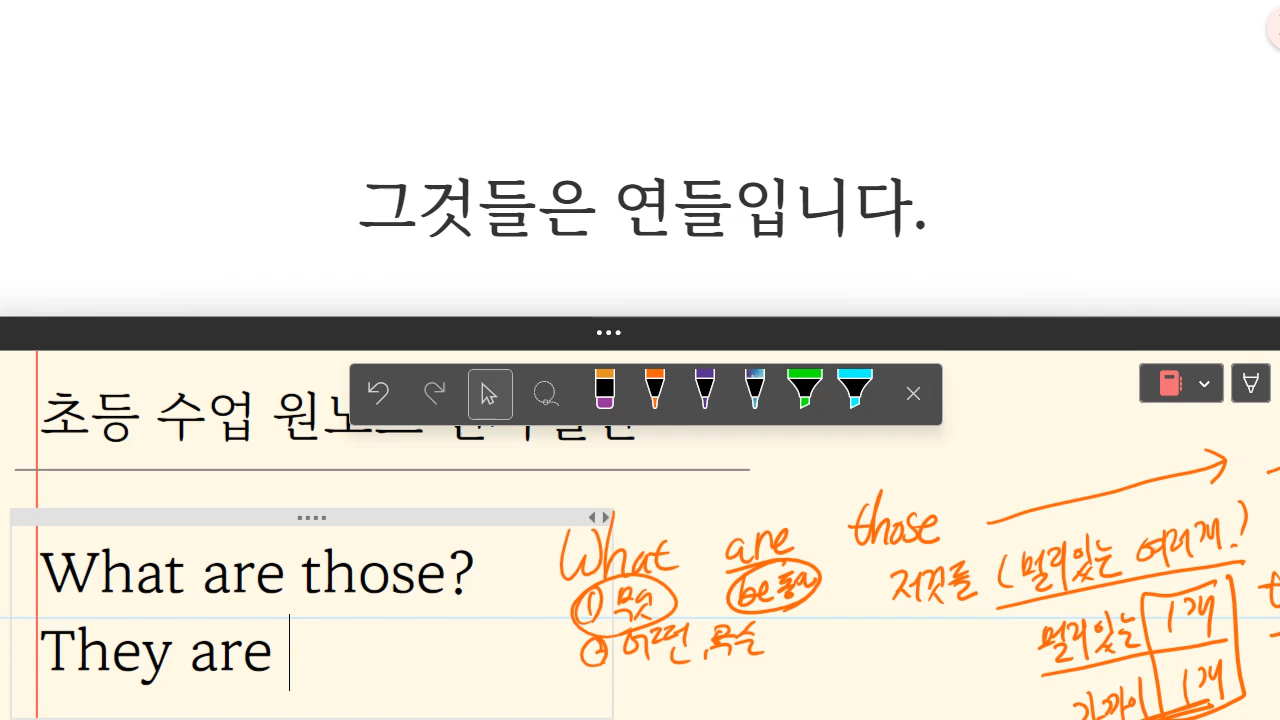 그것들은 연들입니다.
초등 수업 원노트
What are those?
They are
What are those
① 무엇 be동사 저것들 (멀리있는 여러개.)
② 어떤, 무슨
멀리있는 1개
가까이 1개